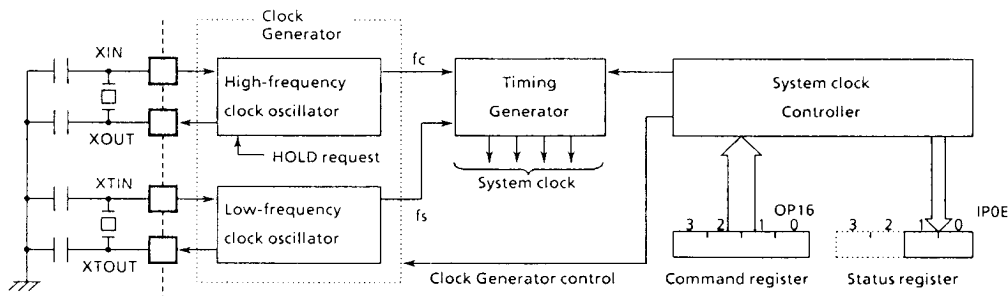 Clock
Generator
XIN
XOUT
XTIN
XTOUT
High-frequency
clock oscillator
HOLD request
Low-frequency
clock oscillator
fc
fs
Timing
Generator
System clock
System clock
Controller
Clock Generator control
OP16
3 2 1 0
Command register
IP0E
3 2 1 0
Status register